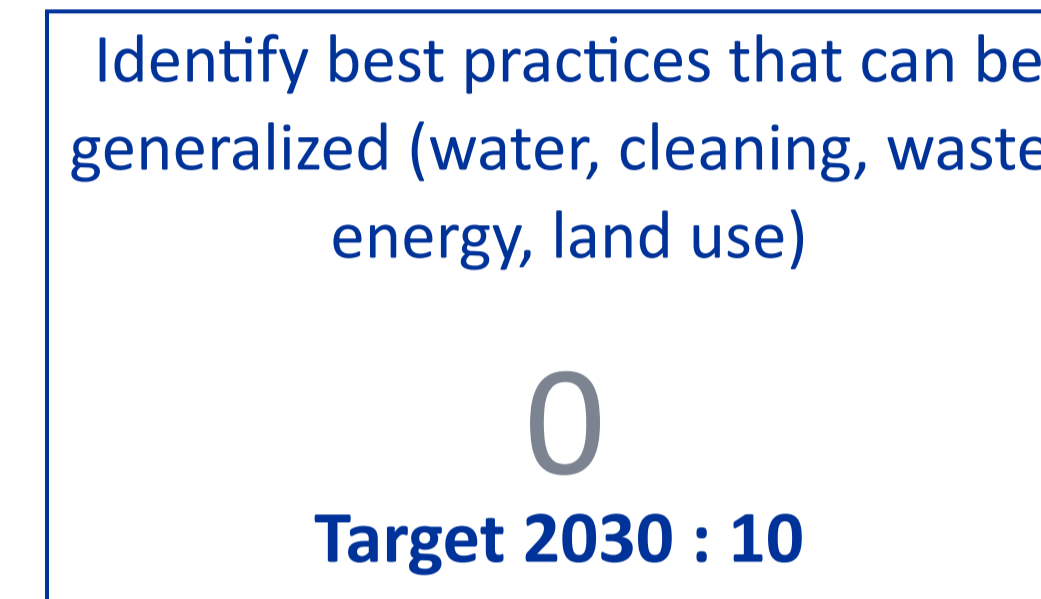 Identify best practices that can be
generalized (water, cleaning, waste
energy, land use)
0
Target 2030 : 10